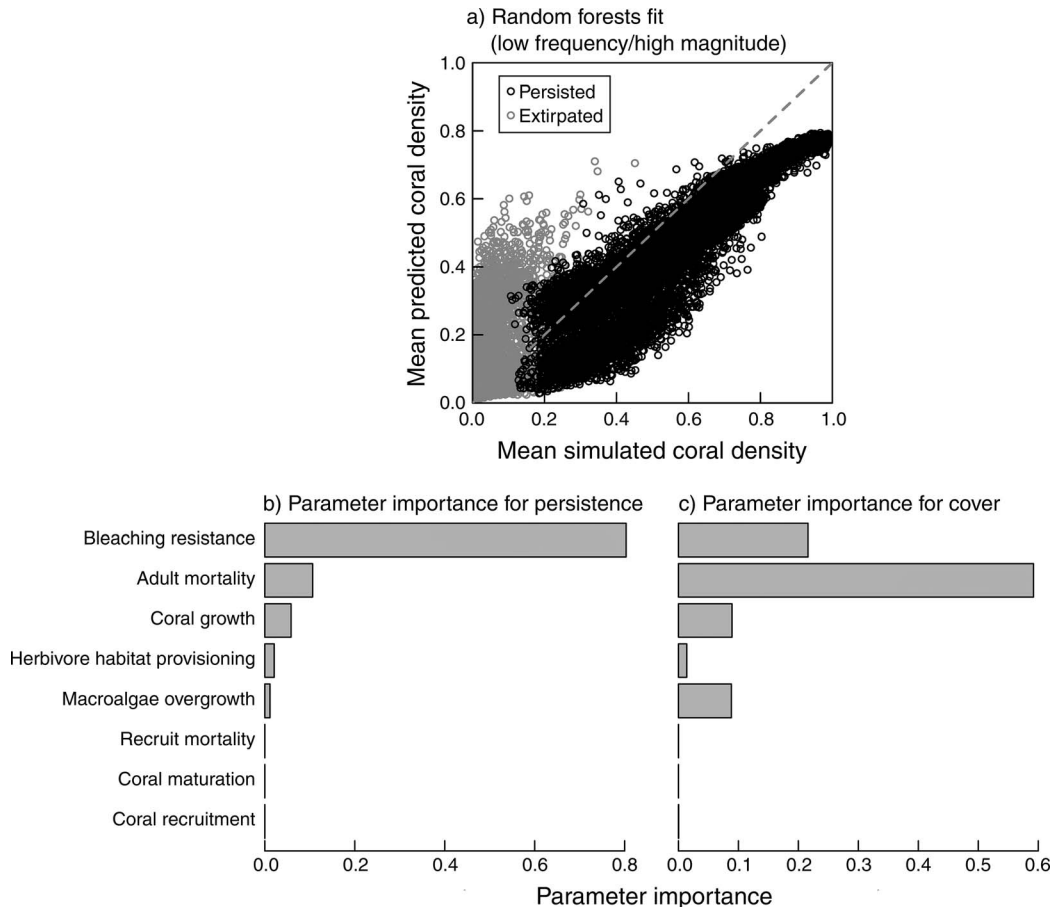 a) Random forests fit
(low frequency/high magnitude)
1.0
0.8
0.6
0.4
0.2
0.0
Mean predicted coral density
Persisted
Extirpated
0.0 0.2 0.4 0.6 0.8 1.0
Mean simulated coral density
b) Parameter importance for persistence
c) Parameter importance for cover
Bleaching resistance
Adult mortality
Coral growth
Herbivore habitat provisioning
Macroalgae overgrowth
Recruit mortality
Coral maturation
Coral recruitment
0.0 0.2 0.4 0.6 0.8
0.0 0.1 0.2 0.3 0.4 0.5 0.6
Parameter importance